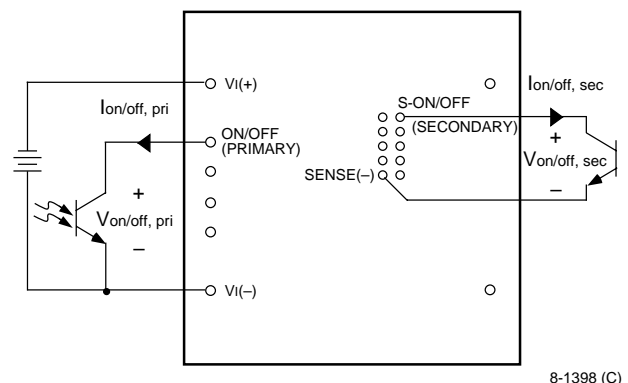 VI(+)
Ion/off, pri
ON/OFF
(PRIMARY)
+
Von/off, pri
–
VI(–)
S-ON/OFF
(SECONDARY)
SENSE(–)
Ion/off, sec
+
Von/off, sec
–
8-1398 (C)